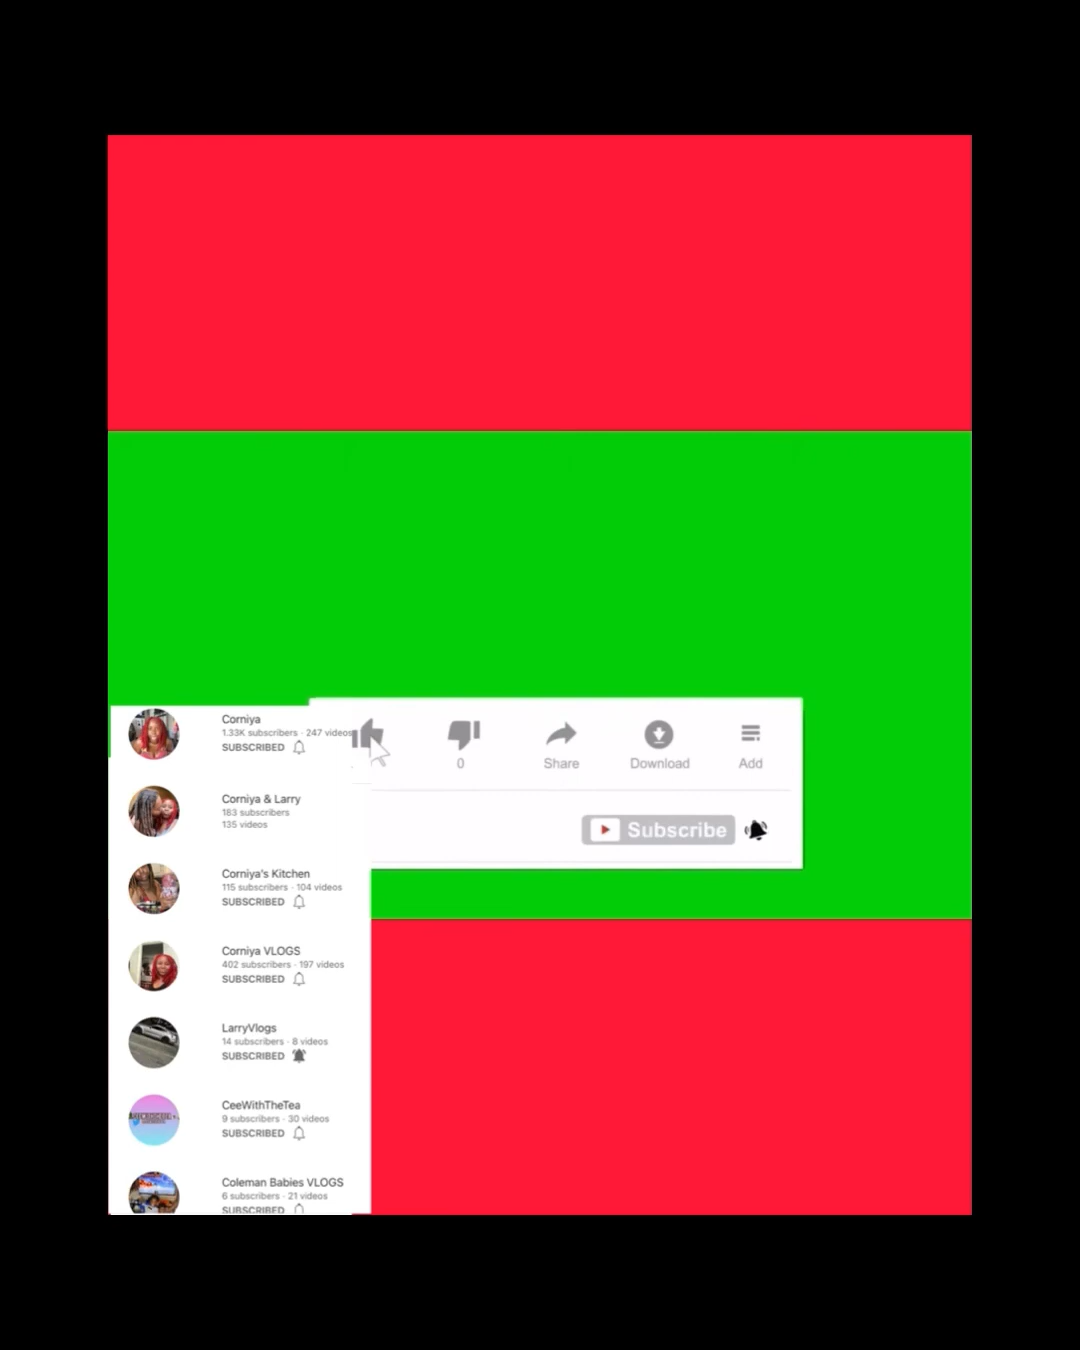 Corniya
1.33K subscribers · 247 videos
SUBSCRIBED
Corniya & Larry
183 subscribers
135 videos
Corniya's Kitchen
115 subscribers · 104 videos
SUBSCRIBED
Corniya VLOGS
402 subscribers · 197 videos
SUBSCRIBED
LarryVlogs
14 subscribers · 8 videos
SUBSCRIBED
CeeWithTheTea
9 subscribers · 30 videos
SUBSCRIBED
Coleman Babies VLOGS
6 subscribers · 21 videos
SUBSCRIBED
0 Share Download Add
Subscribe